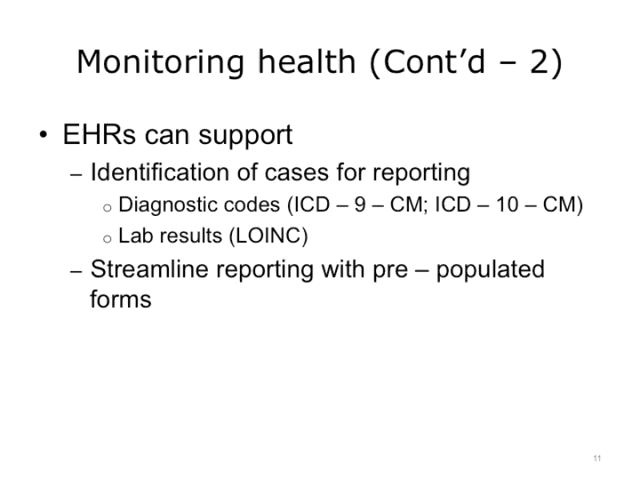 Monitoring health (Cont’d – 2)
• EHRs can support
– Identification of cases for reporting
o Diagnostic codes (ICD – 9 – CM; ICD – 10 – CM)
o Lab results (LOINC)
– Streamline reporting with pre – populated
forms
11